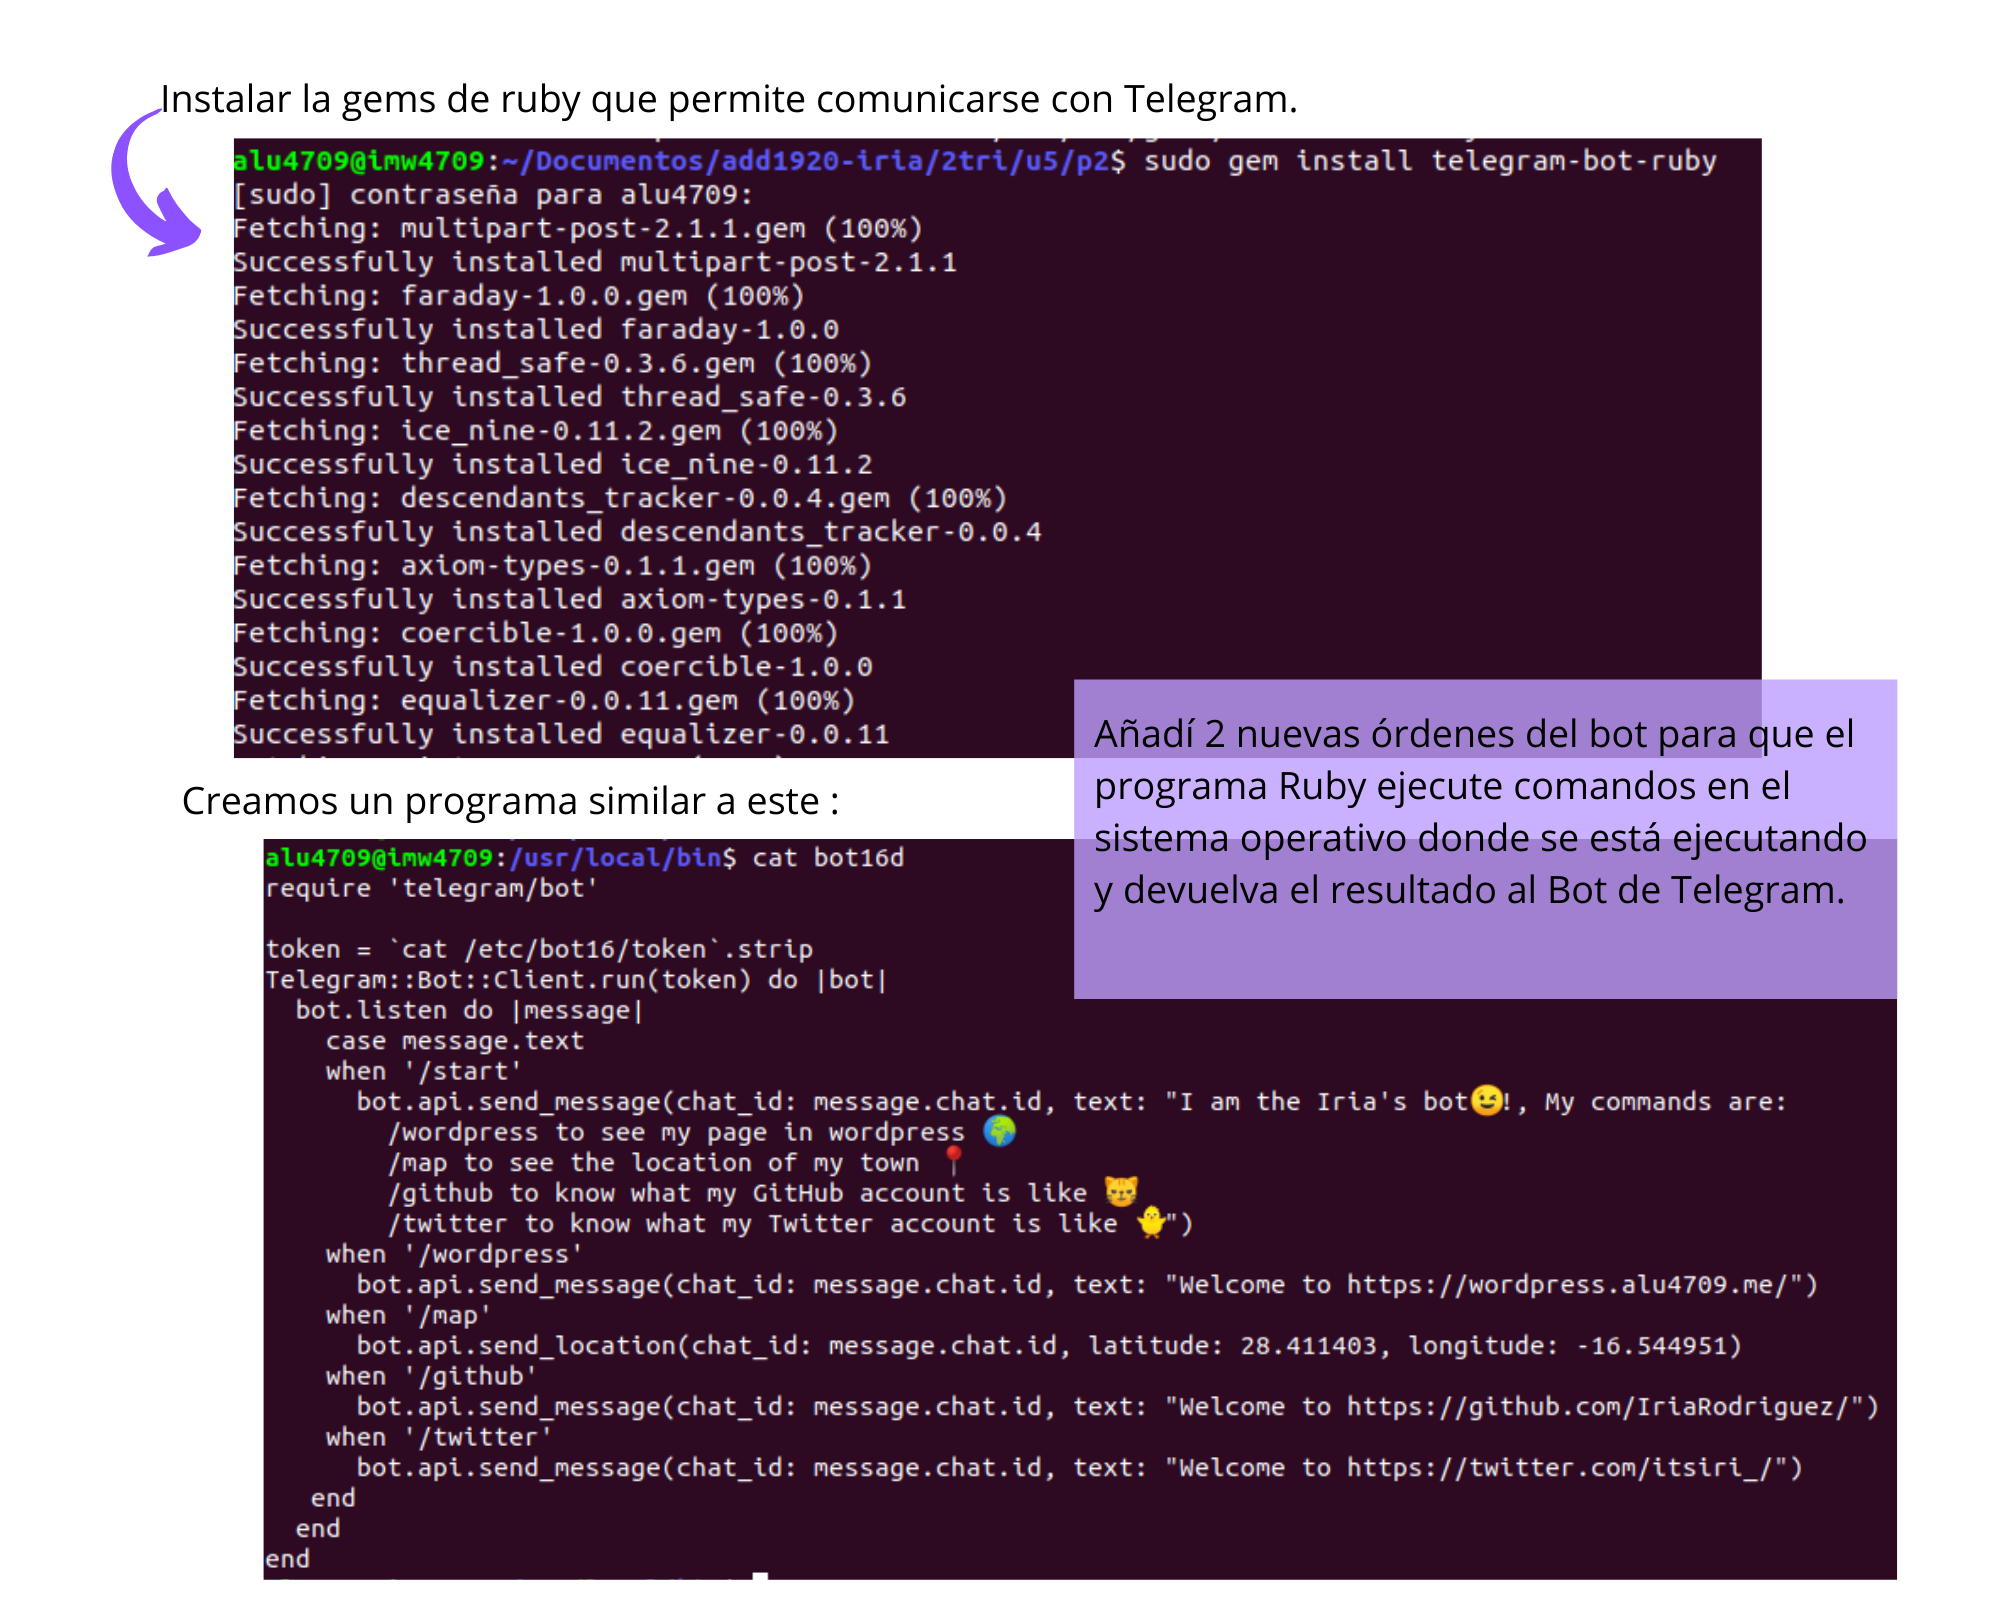 Instalar la gems de ruby que permite comunicarse con Telegram.
alu4709@imw4709:~/Documentos/add1920-iria/2tri/u5/p2$ sudo gem install telegram-bot-ruby
[sudo] contraseña para alu4709:
Fetching: multipart-post-2.1.1.gem (100%)
Successfully installed multipart-post-2.1.1
Fetching: faraday-1.0.0.gem (100%)
Successfully installed faraday-1.0.0
Fetching: thread_safe-0.3.6.gem (100%)
Successfully installed thread_safe-0.3.6
Fetching: ice_nine-0.11.2.gem (100%)
Successfully installed ice_nine-0.11.2
Fetching: descendants_tracker-0.0.4.gem (100%)
Successfully installed descendants_tracker-0.0.4
Fetching: axiom-types-0.1.1.gem (100%)
Successfully installed axiom-types-0.1.1
Fetching: coercible-1.0.0.gem (100%)
Successfully installed coercible-1.0.0
Fetching: equalizer-0.0.11.gem (100%)
Successfully installed equalizer-0.0.11
Añadí 2 nuevas órdenes del bot para que el
programa Ruby ejecute comandos en el
sistema operativo donde se está ejecutando
y devuelva el resultado al Bot de Telegram.
Creamos un programa similar a este :
alu4709@imw4709:/usr/local/bin$ cat bot16d
require 'telegram/bot'
token = `cat /etc/bot16/token`.strip
Telegram::Bot::Client.run(token) do |bot|
  bot.listen do |message|
    case message.text
    when '/start'
      bot.api.send_message(chat_id: message.chat.id, text: "I am the Iria's bot😉!, My commands are:
        /wordpress to see my page in wordpress 🌍
        /map to see the location of my town 📍
        /github to know what my GitHub account is like 😼
        /twitter to know what my Twitter account is like 🐥")
    when '/wordpress'
      bot.api.send_message(chat_id: message.chat.id, text: "Welcome to https://wordpress.alu4709.me/")
    when '/map'
      bot.api.send_location(chat_id: message.chat.id, latitude: 28.411403, longitude: -16.544951)
    when '/github'
      bot.api.send_message(chat_id: message.chat.id, text: "Welcome to https://github.com/IriaRodriguez/")
    when '/twitter'
      bot.api.send_message(chat_id: message.chat.id, text: "Welcome to https://twitter.com/itsiri_/")
   end
  end
end